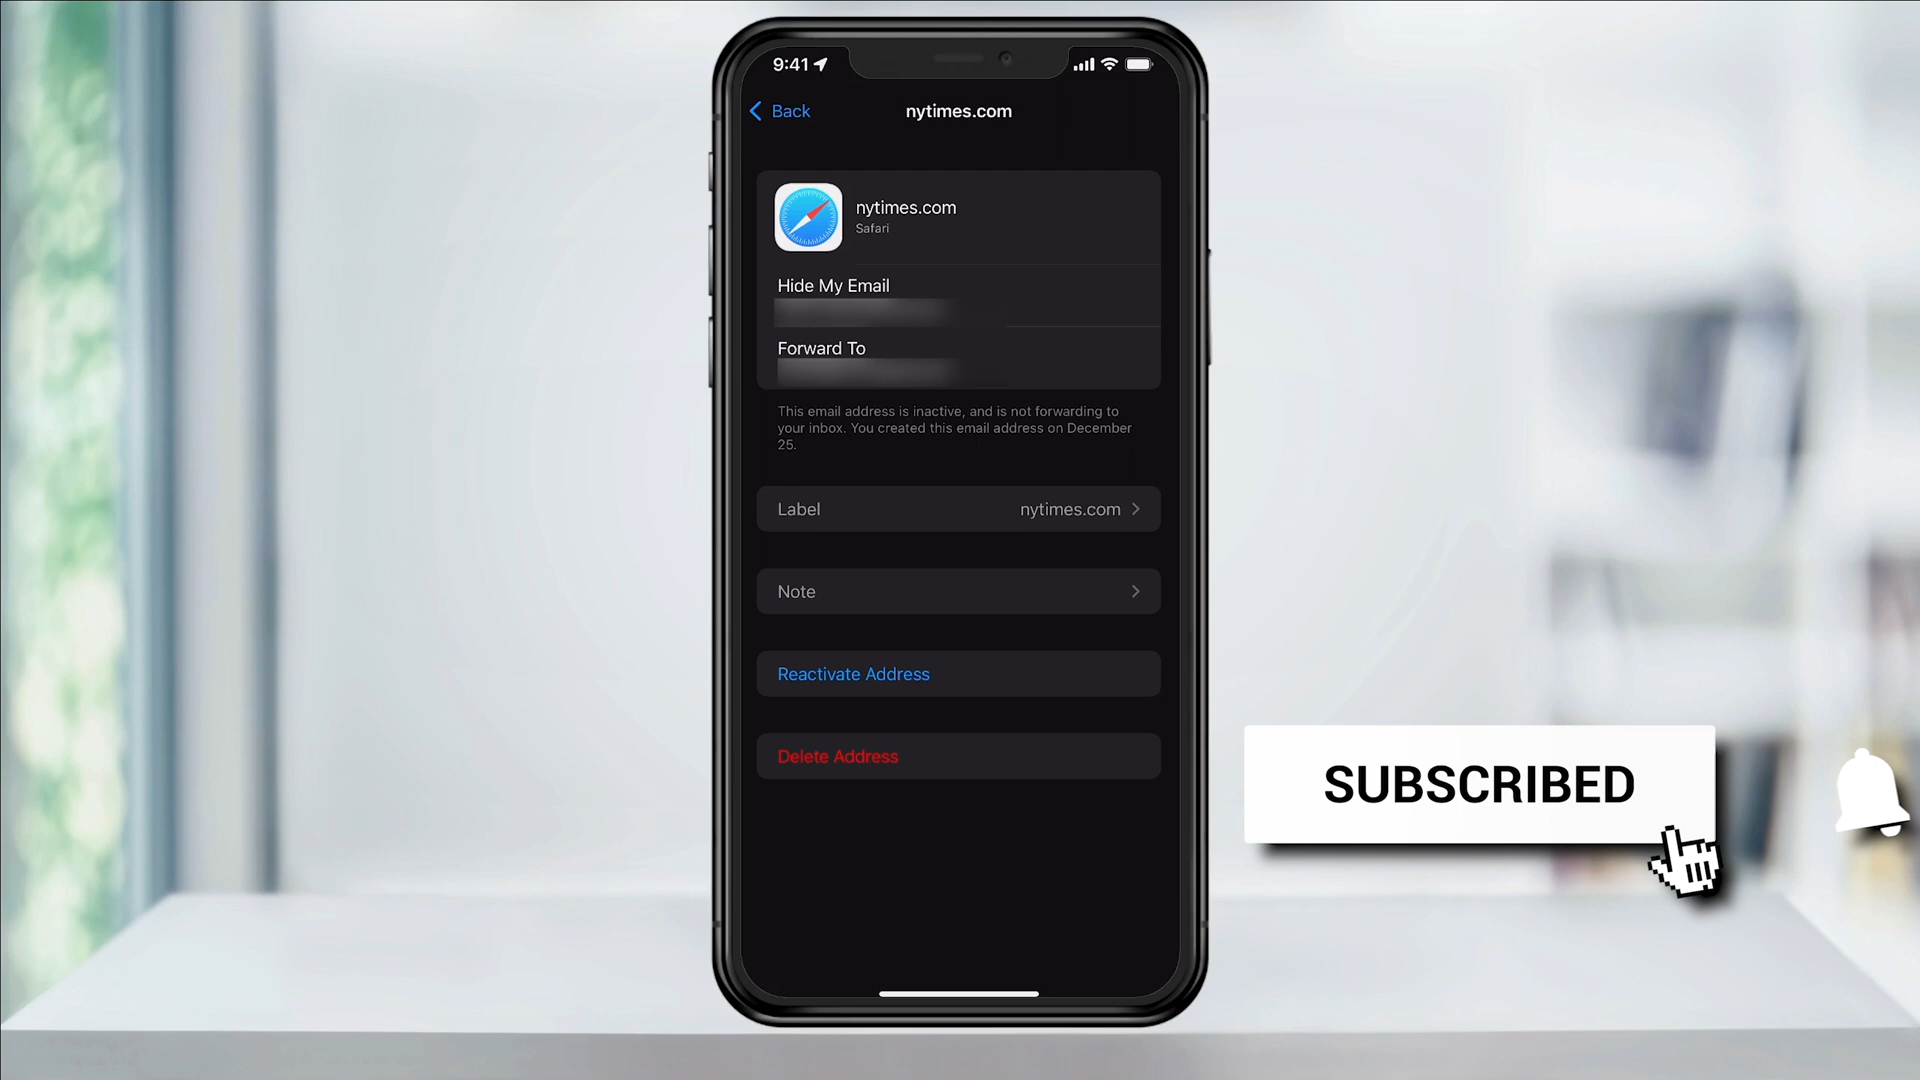 9:41
Back
nytimes.com
nytimes.com
Safari
Hide My Email
Forward To
This email address is inactive, and is not forwarding to
your inbox. You created this email address on December
25.
Label
nytimes.com
Note
Reactivate Address
Delete Address
SUBSCRIBED